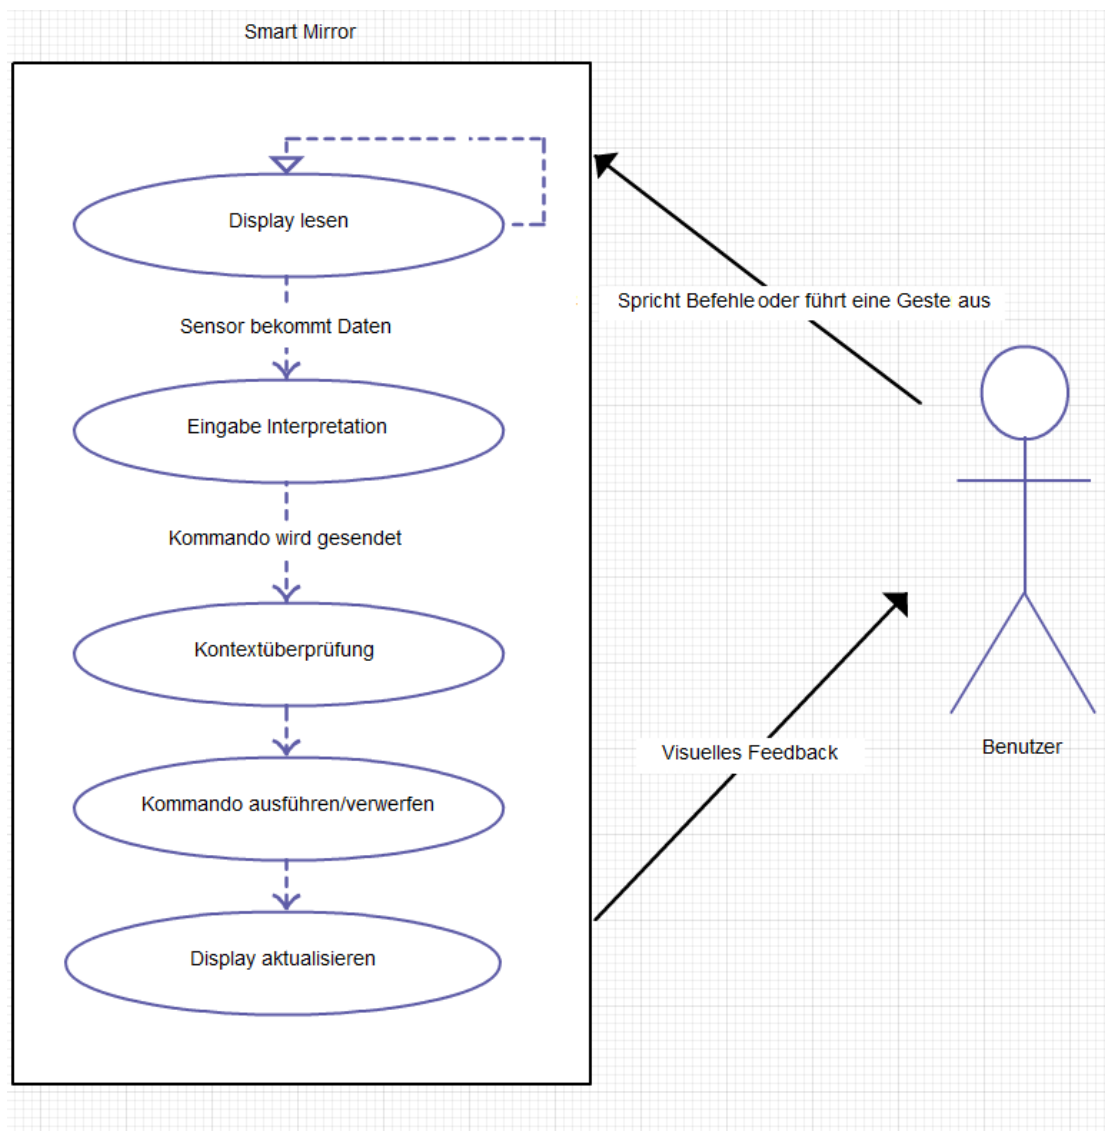 Smart Mirror
Display lesen
Spricht Befehle oder führt eine Geste aus
Sensor bekommt Daten
Eingabe Interpretation
Kommando wird gesendet
Kontextüberprüfung
Benutzer
Visuelles Feedback
Kommando ausführen/verwerfen
Display aktualisieren